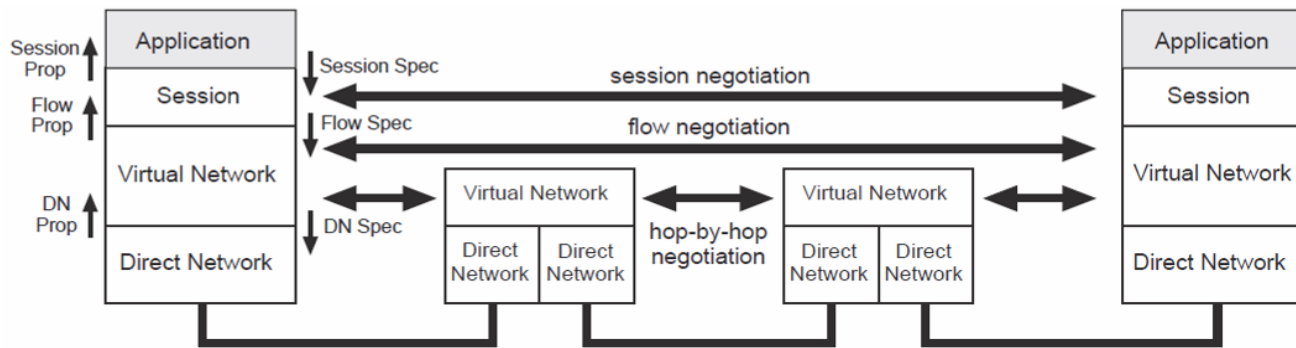 Application
Session
Virtual Network
Direct Network
Session
Prop
Flow
Prop
DN
Prop
Session Spec
Flow Spec
DN Spec
session negotiation
flow negotiation
Virtual Network
Direct
Network
Direct
Network
hop-by-hop
negotiation
Virtual Network
Direct
Network
Direct
Network
Application
Session
Virtual Network
Direct Network